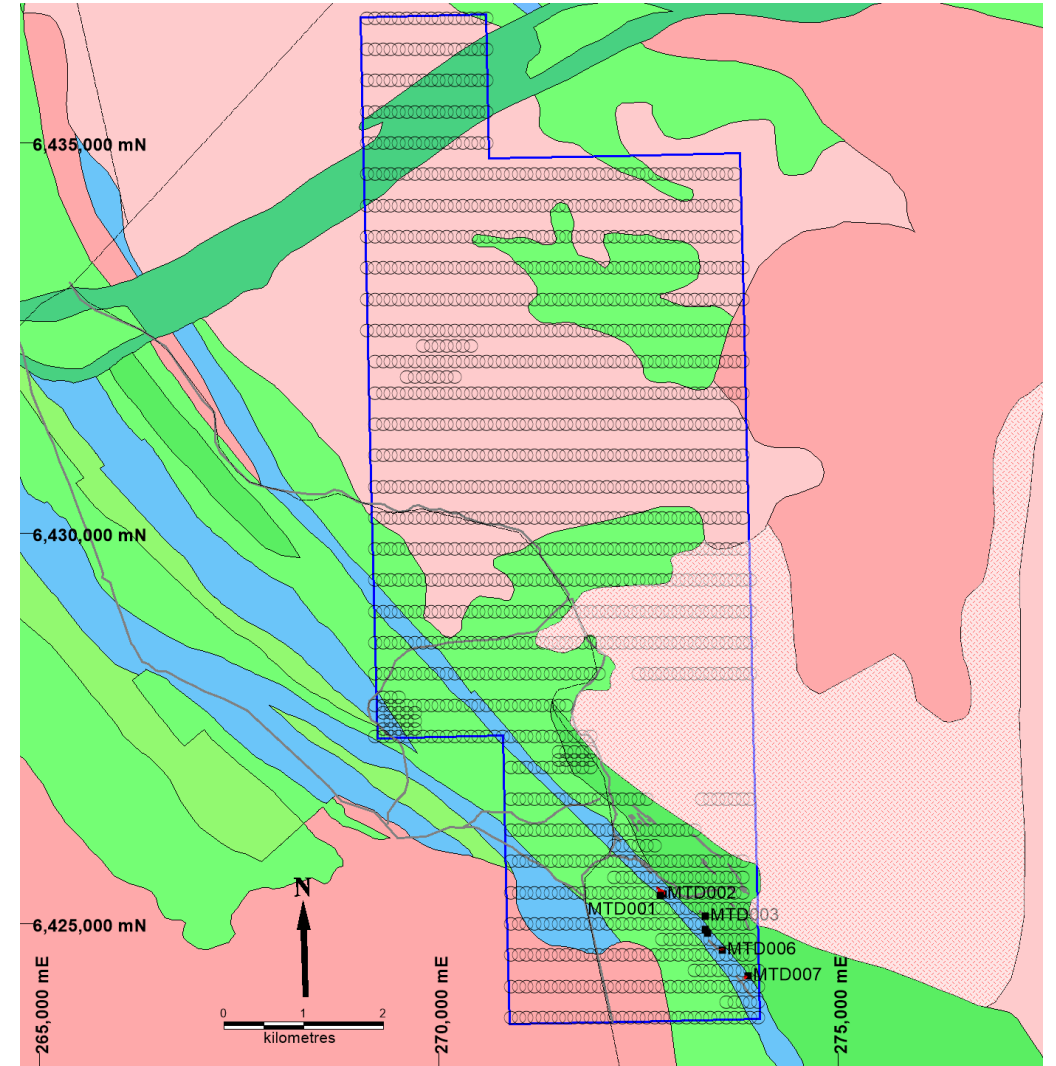 6,435,000 mN
6,430,000 mN
MTD002
MTD001
MTD003
6,425,000 mN
N
MTD006
MTD007
265,000 mE
270,000 mE
275,000 mE
0 1 2
kilometres